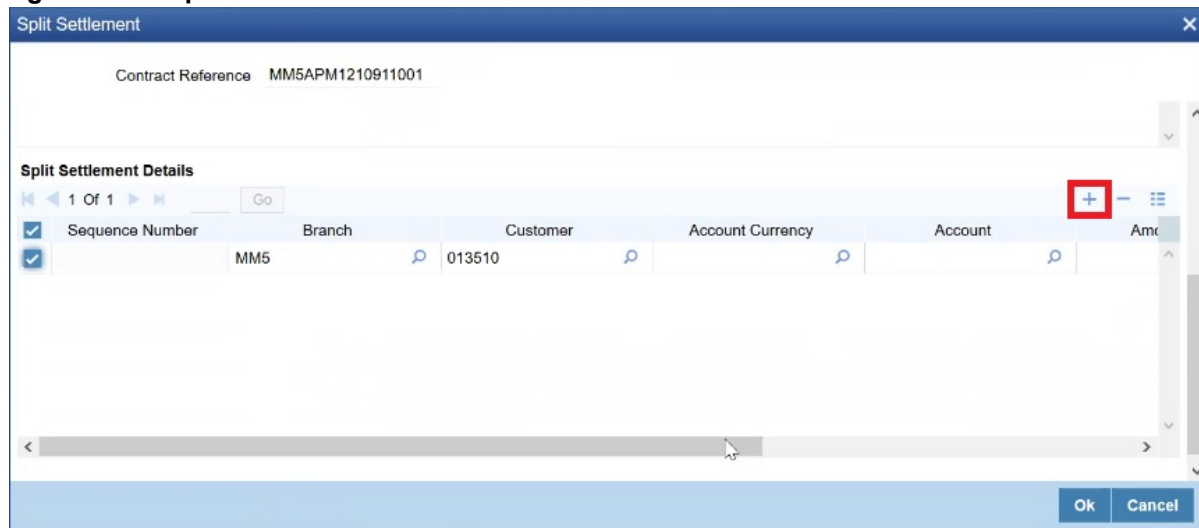 Split Settlement
Contract Reference MM5APM1210911001
Split Settlement Details
1 Of 1 Go
Sequence Number Branch Customer Account Currency Account Amo
MM5 013510
Ok Cancel